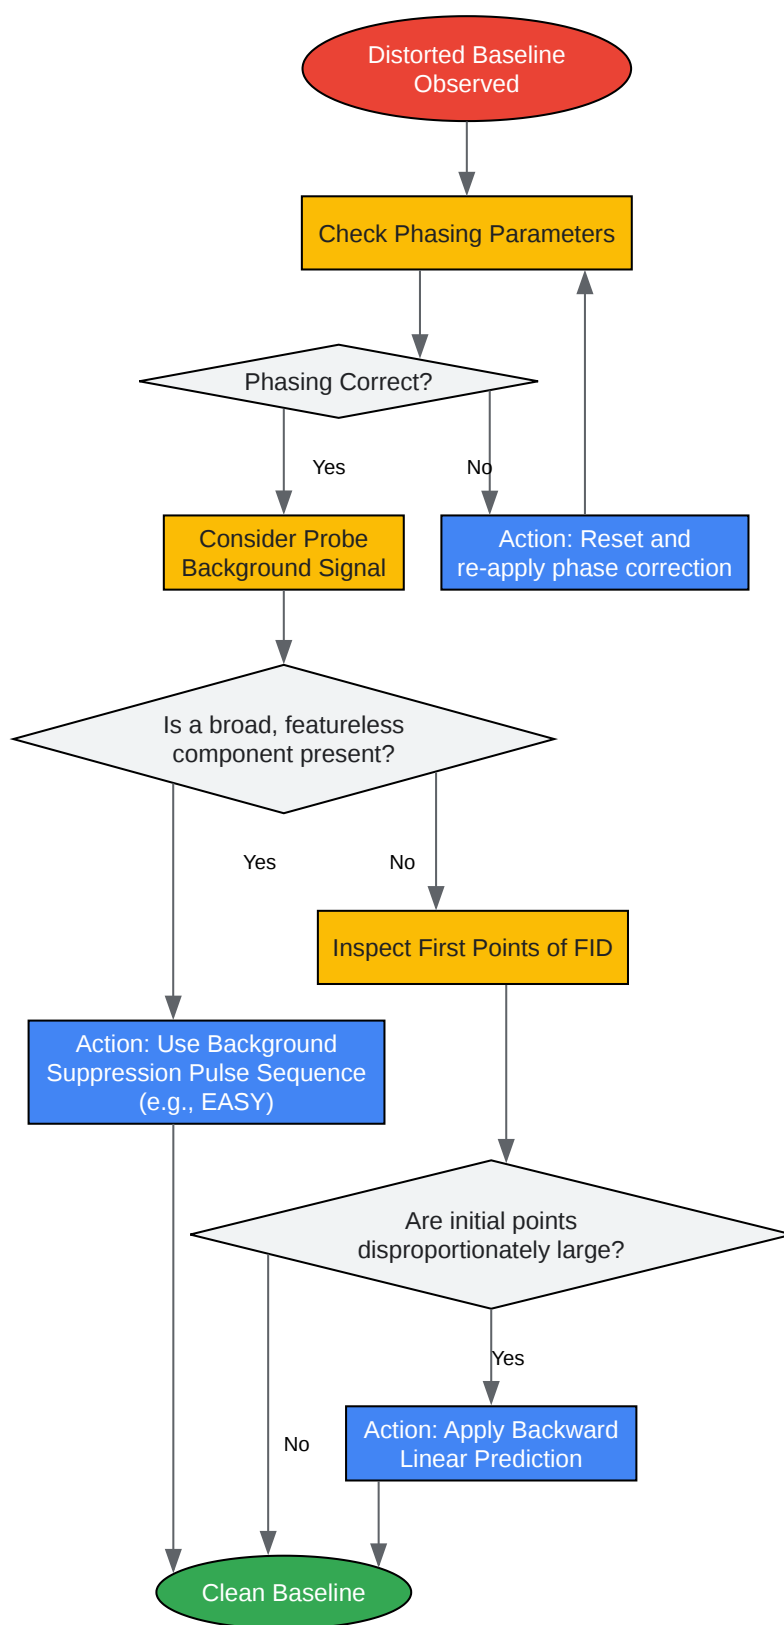 Distorted Baseline
Observed
Check Phasing Parameters
Phasing Correct?
Yes
No
Consider Probe
Background Signal
Action: Reset and
re-apply phase correction
Is a broad, featureless
component present?
Yes
No
Inspect First Points of FID
Action: Use Background
Suppression Pulse Sequence
(e.g., EASY)
Are initial points
disproportionately large?
Yes
Action: Apply Backward
Linear Prediction
No
Clean Baseline